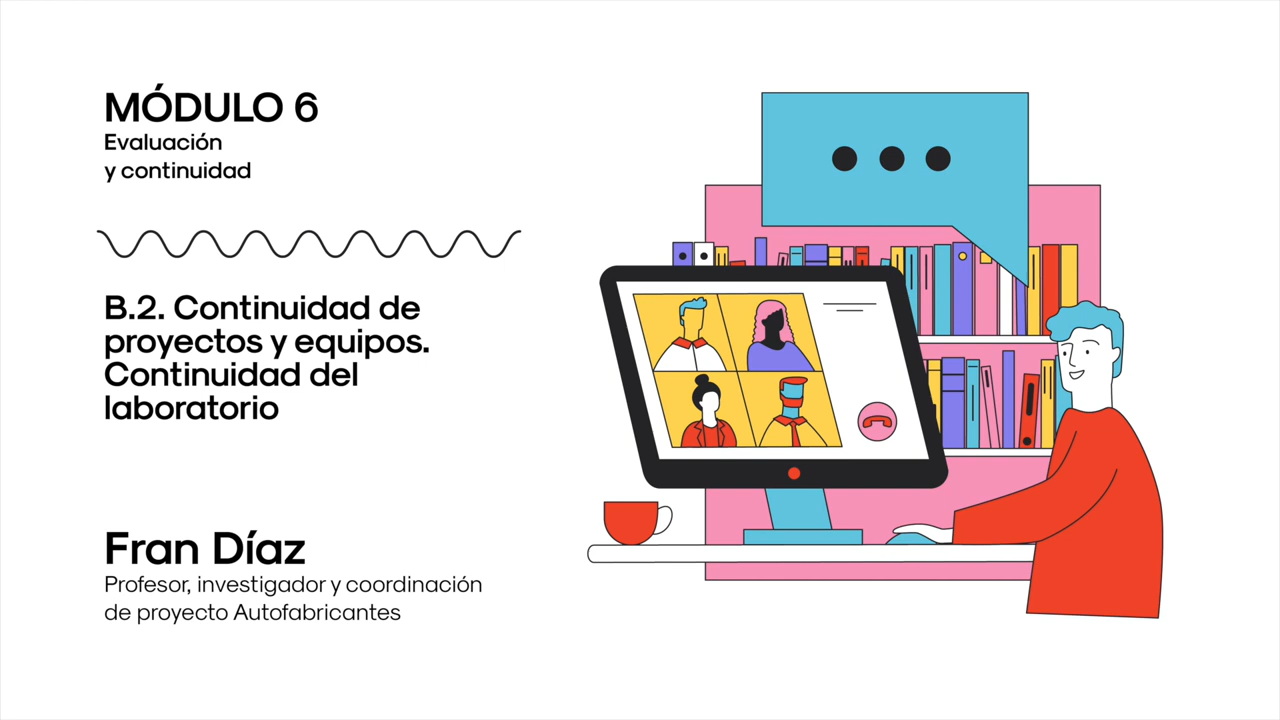 MÓDULO 6
Evaluación
y continuidad
B.2. Continuidad de
proyectos y equipos.
Continuidad del
laboratorio
Fran Díaz
Profesor, investigador y coordinación
de proyecto Autofabricantes